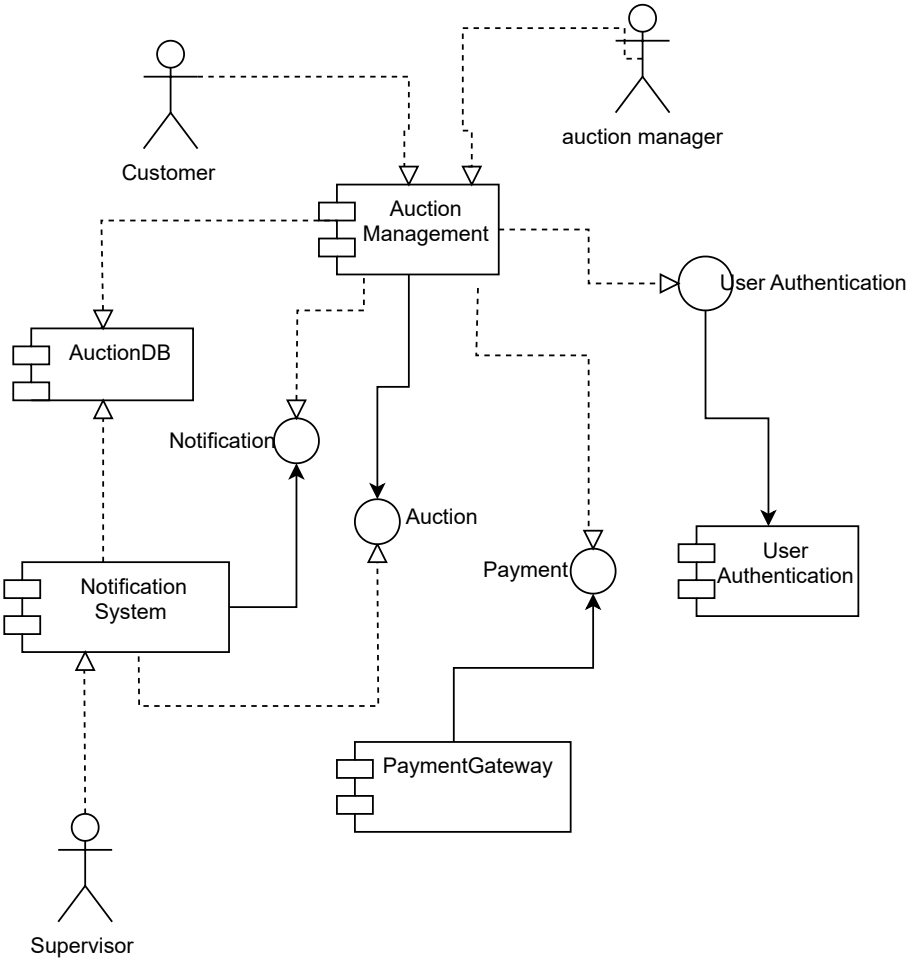 auction manager
Customer
Auction
Management
User Authentication
AuctionDB
Notification
Auction
User
Authentication
Payment
Notification
System
PaymentGateway
Supervisor